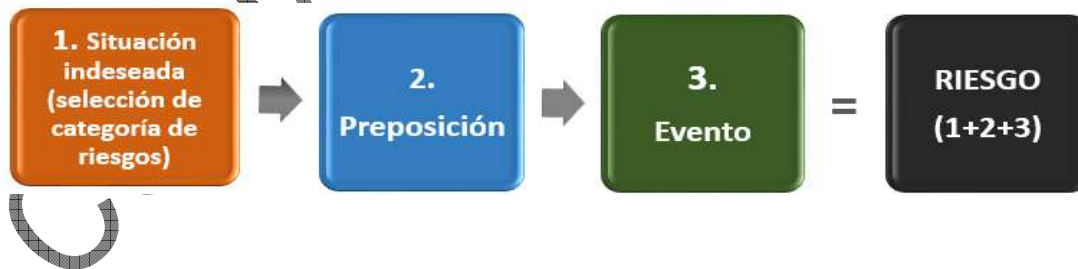 1. Situación
indeseada
(selección de
categoría de
riesgos)
2.
Preposición
3.
Evento
=
RIESGO
(1+2+3)